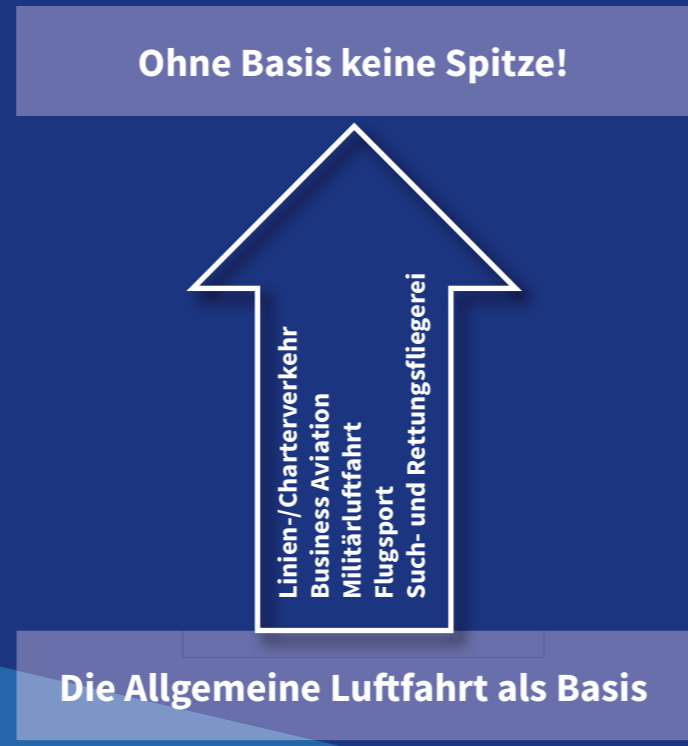 Ohne Basis keine Spitze!
Linien-/Charterverkehr
Business Aviation
Militärluftfahrt
Flugsport
Such- und Rettungsfliegerei
Die Allgemeine Luftfahrt als Basis